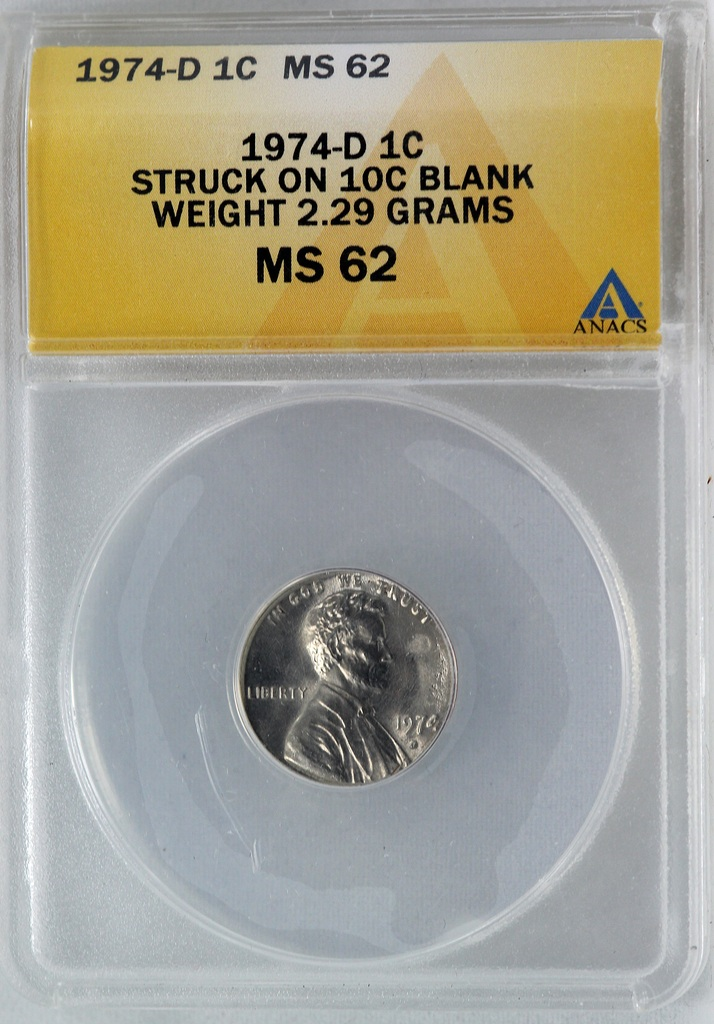 1974-D 1C MS 62
1974-D 1C
STRUCK ON 10C BLANK
WEIGHT 2.29 GRAMS
MS 62
ANACS
IN GOD WE TRUST
LIBERTY
1974
D